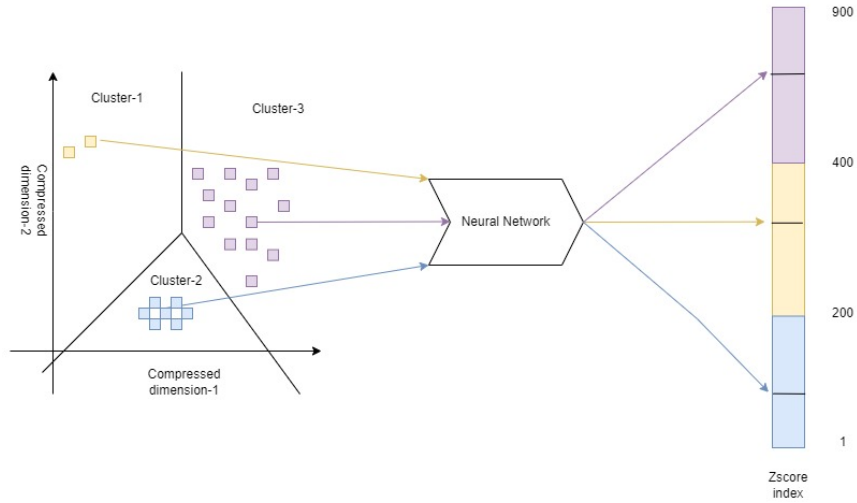 900
Cluster-1
Cluster-3
400
Compressed
dimension-2
Neural Network
Cluster-2
200
Compressed
dimension-1
1
Zscore
index